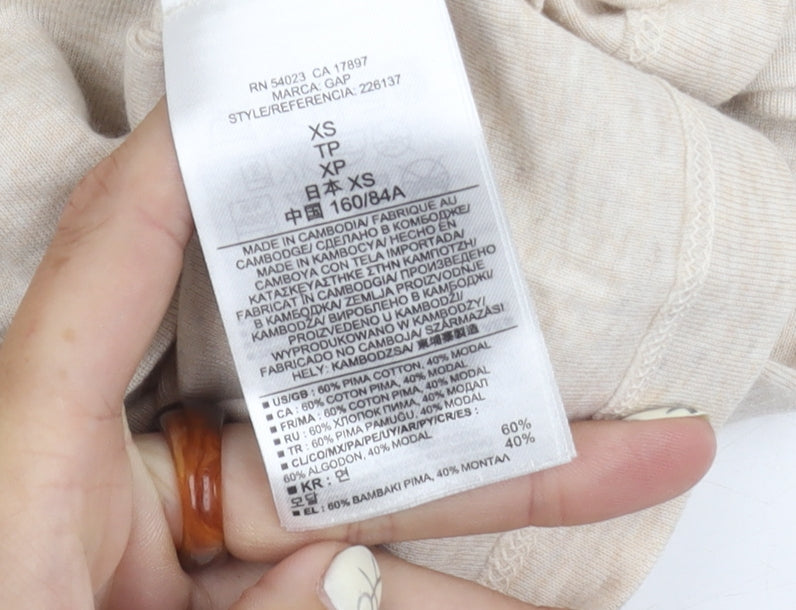 RN 54023 CA 17897
MARCA: GAP
STYLE/REFERENCIA: 226137
XS
TP
XP
日本 XS
中国 160/84A
MADE IN CAMBODIA/ FABRIQUE AU
CAMBODGE/ СДЕЛАНО В КОМБОДЖЕ/
MADE IN KAMBOCYA/ HECHO EN
CAMBOYA CON TELA IMPORTADA/
ΚΑΤΑΣΚΕΥΑΣΤΗΚΕ ΣΤΗΝ ΚΑΜΠΟΤΖΗ/
FABRICAT ÎN CAMBODGIA/ ПРОИЗВЕДЕНО
В КАМБОДЖА/ ZEMLJA PROIZVODNJE
KAMBODŽA/ ВИРОБЛЕНО В КАМБОДЖІ/
PROIZVEDENO U KAMBODŽI/
WYPRODUKOWANO W KAMBODŻY/
FABRICADO NO CAMBOJA/ SZÁRMAZÁSI
HELY: KAMBODZSA/ 東埔寨製造
US/GB : 60% PIMA COTTON, 40% MODAL
CA : 60% COTON PIMA, 40% MODAL
FR/MA : 60% COTON PIMA, 40% MODAL
RU : 60% ХЛОПОК ПИМА, 40% МОДАЛ
TR : 60% PIMA PAMUĞU, 40% MODAL
CL/CO/MX/PA/PE/UY/AR/PY/CR/ES :
60% ALGODON, 40% MODAL
KR : 면 60%
모달 40%
EL : 60% ΒΑΜΒΑΚΙ PIMA, 40% ΜΟΝΤΑΛ